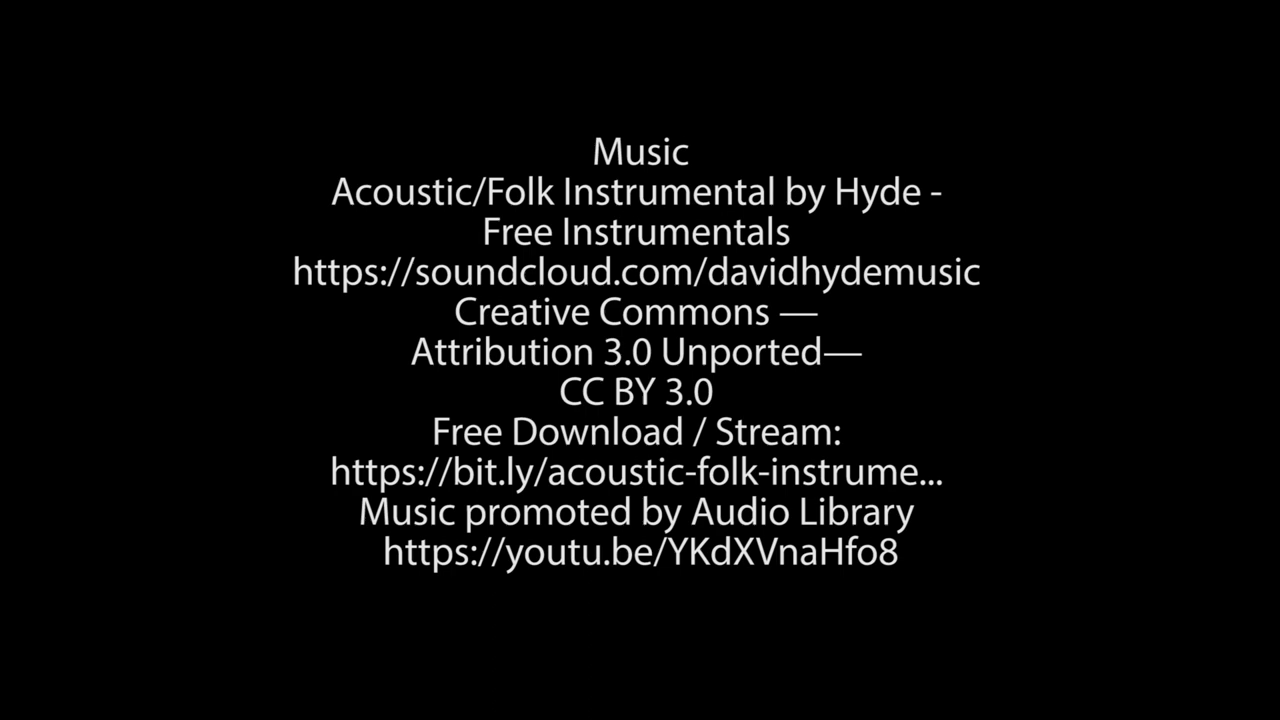 Music
Acoustic/Folk Instrumental by Hyde -
Free Instrumentals
https://soundcloud.com/davidhydemusic
Creative Commons —
Attribution 3.0 Unported—
CC BY 3.0
Free Download / Stream:
https://bit.ly/acoustic-folk-instrume...
Music promoted by Audio Library
https://youtu.be/YKdXVnaHfo8